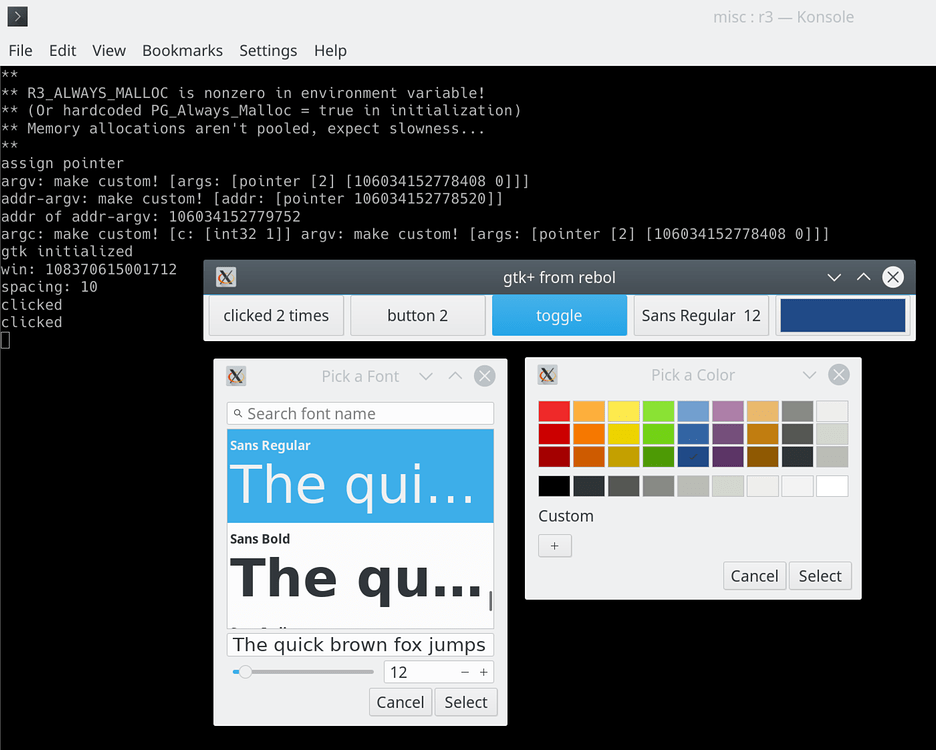 misc : r3 — Konsole
File Edit View Bookmarks Settings Help
**
** R3_ALWAYS_MALLOC is nonzero in environment variable!
** (Or hardcoded PG_Always_Malloc = true in initialization)
** Memory allocations aren't pooled, expect slowness...
**
assign pointer
argv: make custom! [args: [pointer [2] [106034152778408 0]]]
addr-argv: make custom! [addr: [pointer 106034152778520]]
addr of addr-argv: 106034152779752
argc: make custom! [c: [int32 1]] argv: make custom! [args: [pointer [2] [106034152778408 0]]]
gtk initialized
win: 108370615001712
spacing: 10
clicked
clicked
gtk+ from rebol
clicked 2 times button 2 toggle Sans Regular 12
Pick a Font
Search font name
Sans Regular
The qui...
Sans Bold
The qu...
The quick brown fox jumps
12 − +
Cancel Select
Pick a Color
Custom
+
Cancel Select